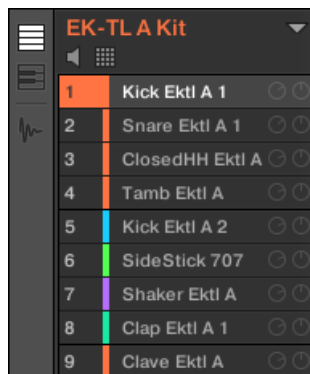 EK-TL A Kit
1 Kick Ektl A 1
2 Snare Ektl A 1
3 ClosedHH Ektl A
4 Tamb Ektl A
5 Kick Ektl A 2
6 SideStick 707
7 Shaker Ektl A
8 Clap Ektl A 1
9 Clave Ektl A